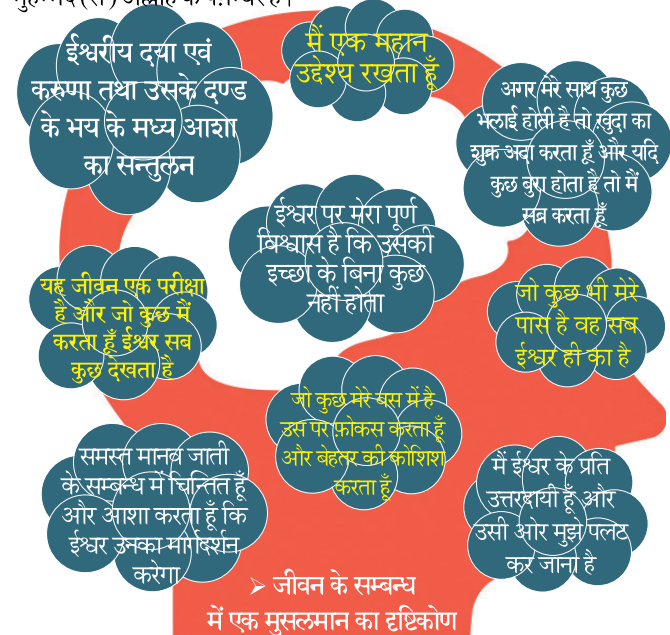 ईश्वरीय दया एवं
करुणा तथा उसके दण्ड
के भय के मध्य आशा
का सन्तुलन
मैं एक महान
उद्देश्य रखता हूँ
अगर मेरे साथ कुछ
भलाई होती है तो ख़ुदा का
शुक्र अदा करता हूँ और यदि
कुछ बुरा होता है तो मैं
सब्र करता हूँ
ईश्वर पर मेरा पूर्ण
विश्वास है कि उसकी
इच्छा के बिना कुछ
नहीं होता
यह जीवन एक परीक्षा
है और जो कुछ मैं
करता हूँ ईश्वर सब
कुछ देखता है
जो कुछ भी मेरे
पास है वह सब
ईश्वर ही का है
जो कुछ मेरे बस में है
उस पर फ़ोकस करता हूँ
और बेहतर की कोशिश
करता हूँ
समस्त मानव जाती
के सम्बन्ध में चिन्तित हूँ
और आशा करता हूँ कि
ईश्वर उनका मार्गदर्शन
करेगा
मैं ईश्वर के प्रति
उत्तरदायी हूँ और
उसी ओर मुझे पलट
कर जाना है
➢ जीवन के सम्बन्ध
में एक मुसलमान का दृष्टिकोण